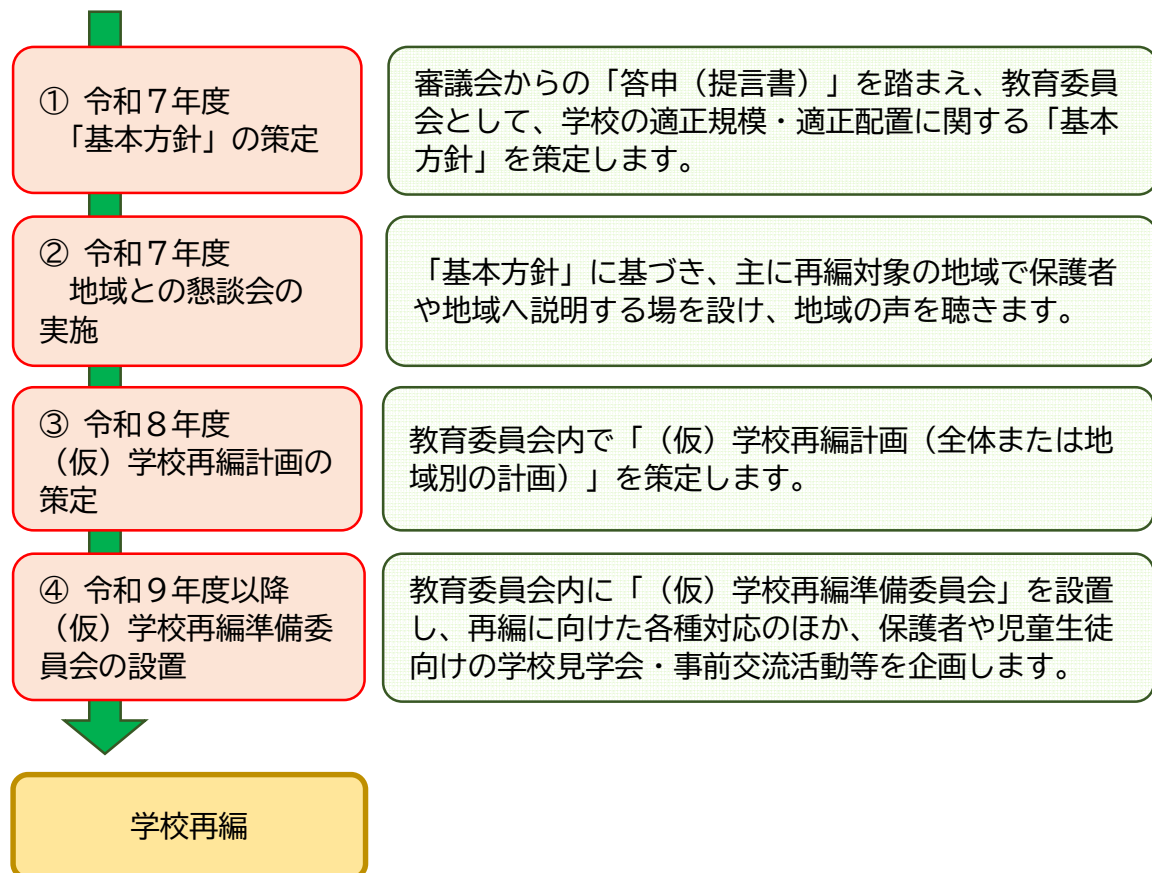 ① 令和７年度
「基本方針」の策定
審議会からの「答申（提言書）」を踏まえ、教育委
員会として、学校の適正規模・適正配置に関する「基本
方針」を策定します。
② 令和７年度
地域との懇談会の
実施
「基本方針」に基づき、主に再編対象の地域で保護者
や地域へ説明する場を設け、地域の声を聴きます。
③ 令和８年度
（仮）学校再編計画の
策定
教育委員会内で「（仮）学校再編計画（全体または地
域別の計画）」を策定します。
④ 令和９年度以降
（仮）学校再編準備委
員会の設置
教育委員会内に「（仮）学校再編準備委員会」を設置
し、再編に向けた各種対応のほか、保護者や児童生徒
向けの学校見学会・事前交流活動等を企画します。
学校再編